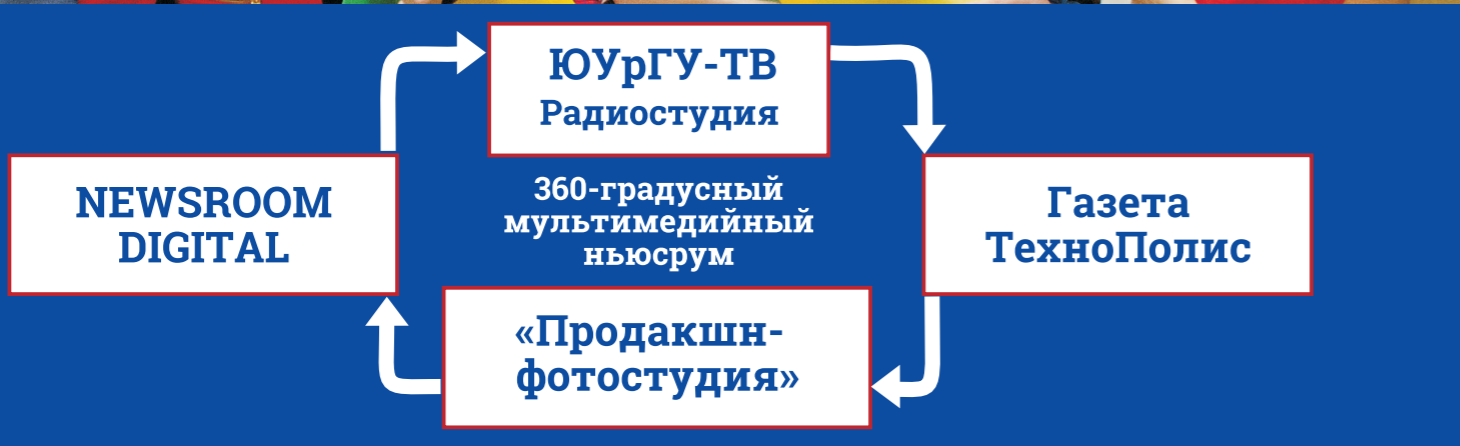 ЮУрГУ-ТВ
Радиостудия
NEWSROOM
DIGITAL
360-градусный
мультимедийный
ньюсрум
Газета
ТехноПолис
«Продакшн-
фотостудия»